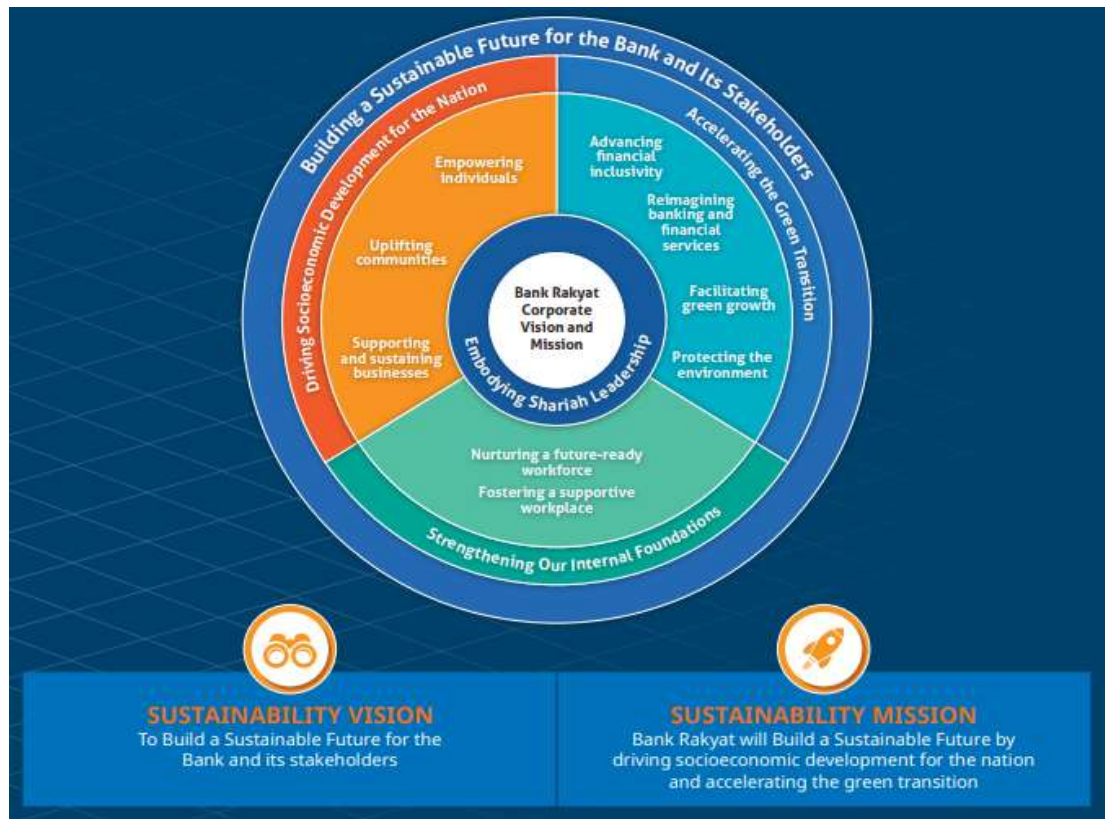 Building a Sustainable Future for the Bank and Its Stakeholders
Driving Socioeconomic Development for the Nation
Accelerating the Green Transition
Empowering
individuals
Uplifting
communities
Supporting
and sustaining
businesses
Advancing
financial
inclusivity
Reimagining
banking and
financial
services
Facilitating
green growth
Protecting the
environment
Bank Rakyat
Corporate
Vision and
Mission
Embodying Shariah Leadership
Nurturing a future-ready
workforce
Fostering a supportive
workplace
Strengthening Our Internal Foundations
SUSTAINABILITY VISION
To Build a Sustainable Future for the
Bank and its stakeholders
SUSTAINABILITY MISSION
Bank Rakyat will Build a Sustainable Future by
driving socioeconomic development for the nation
and accelerating the green transition